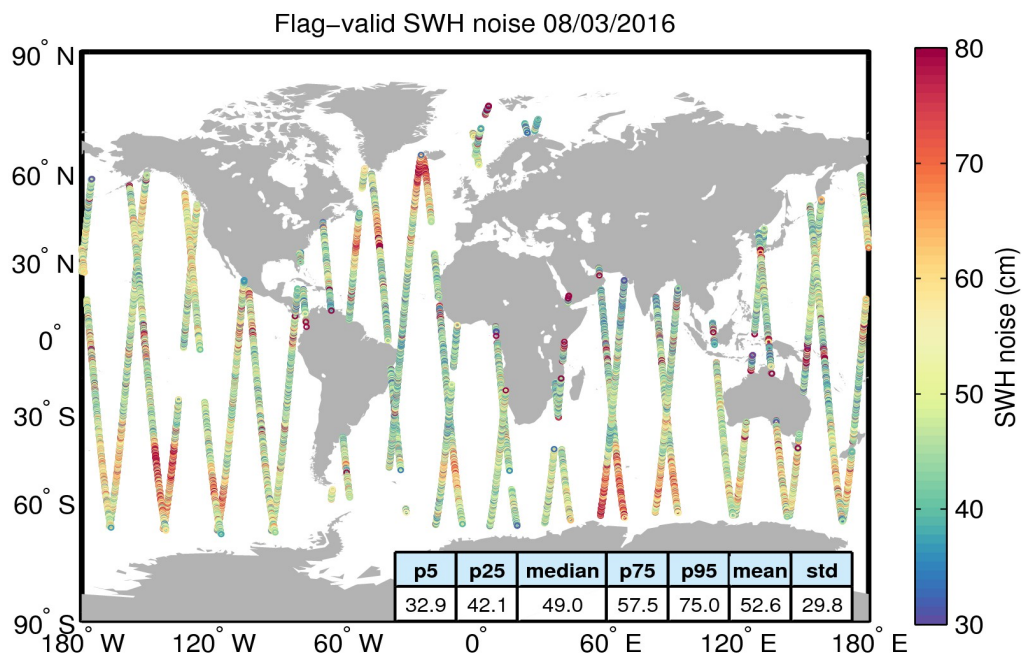 Flag−valid SWH noise 08/03/2016
90° N
60° N
30° N
0°
30° S
60° S
90° S
180° W
120° W
60° W
0°
60° E
120° E
180° E
80
70
60
50
40
30
SWH noise (cm)
p5 p25 median p75 p95 mean std
32.9 42.1 49.0 57.5 75.0 52.6 29.8